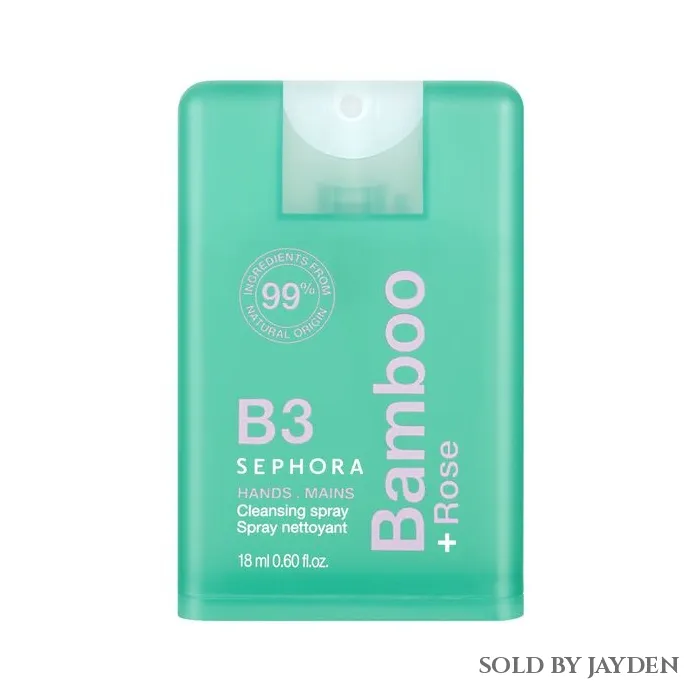 INGREDIENTS FROM
99%
NATURAL ORIGIN
B3
SEPHORA
HANDS . MAINS
Cleansing spray
Spray nettoyant
18 ml 0.60 fl.oz.
Bamboo
+ Rose
SOLD BY JAYDEN